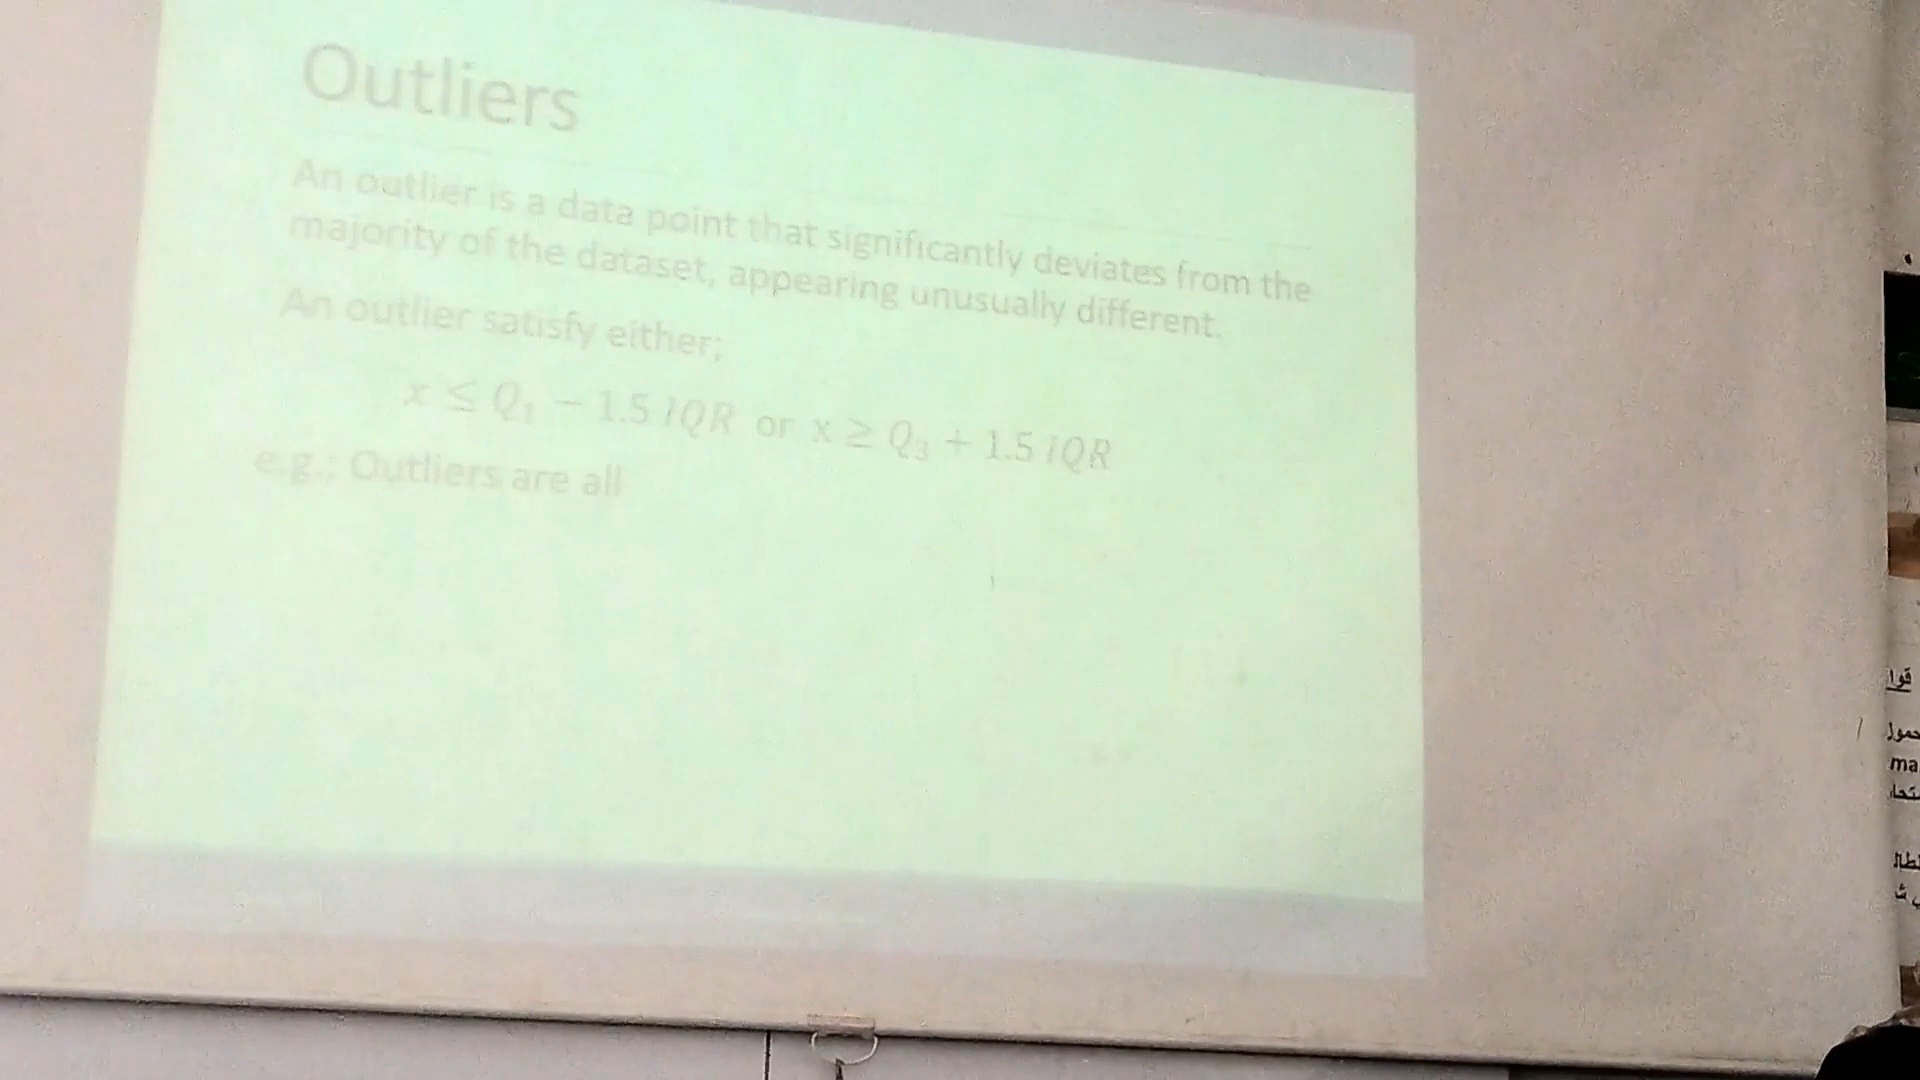 Outliers
An outlier is a data point that significantly deviates from the
majority of the dataset, appearing unusually different.
An outlier satisfy either;
x ≤ Q₁ − 1.5 IQR or x ≥ Q₃ + 1.5 IQR
e.g.; Outliers are all
ma